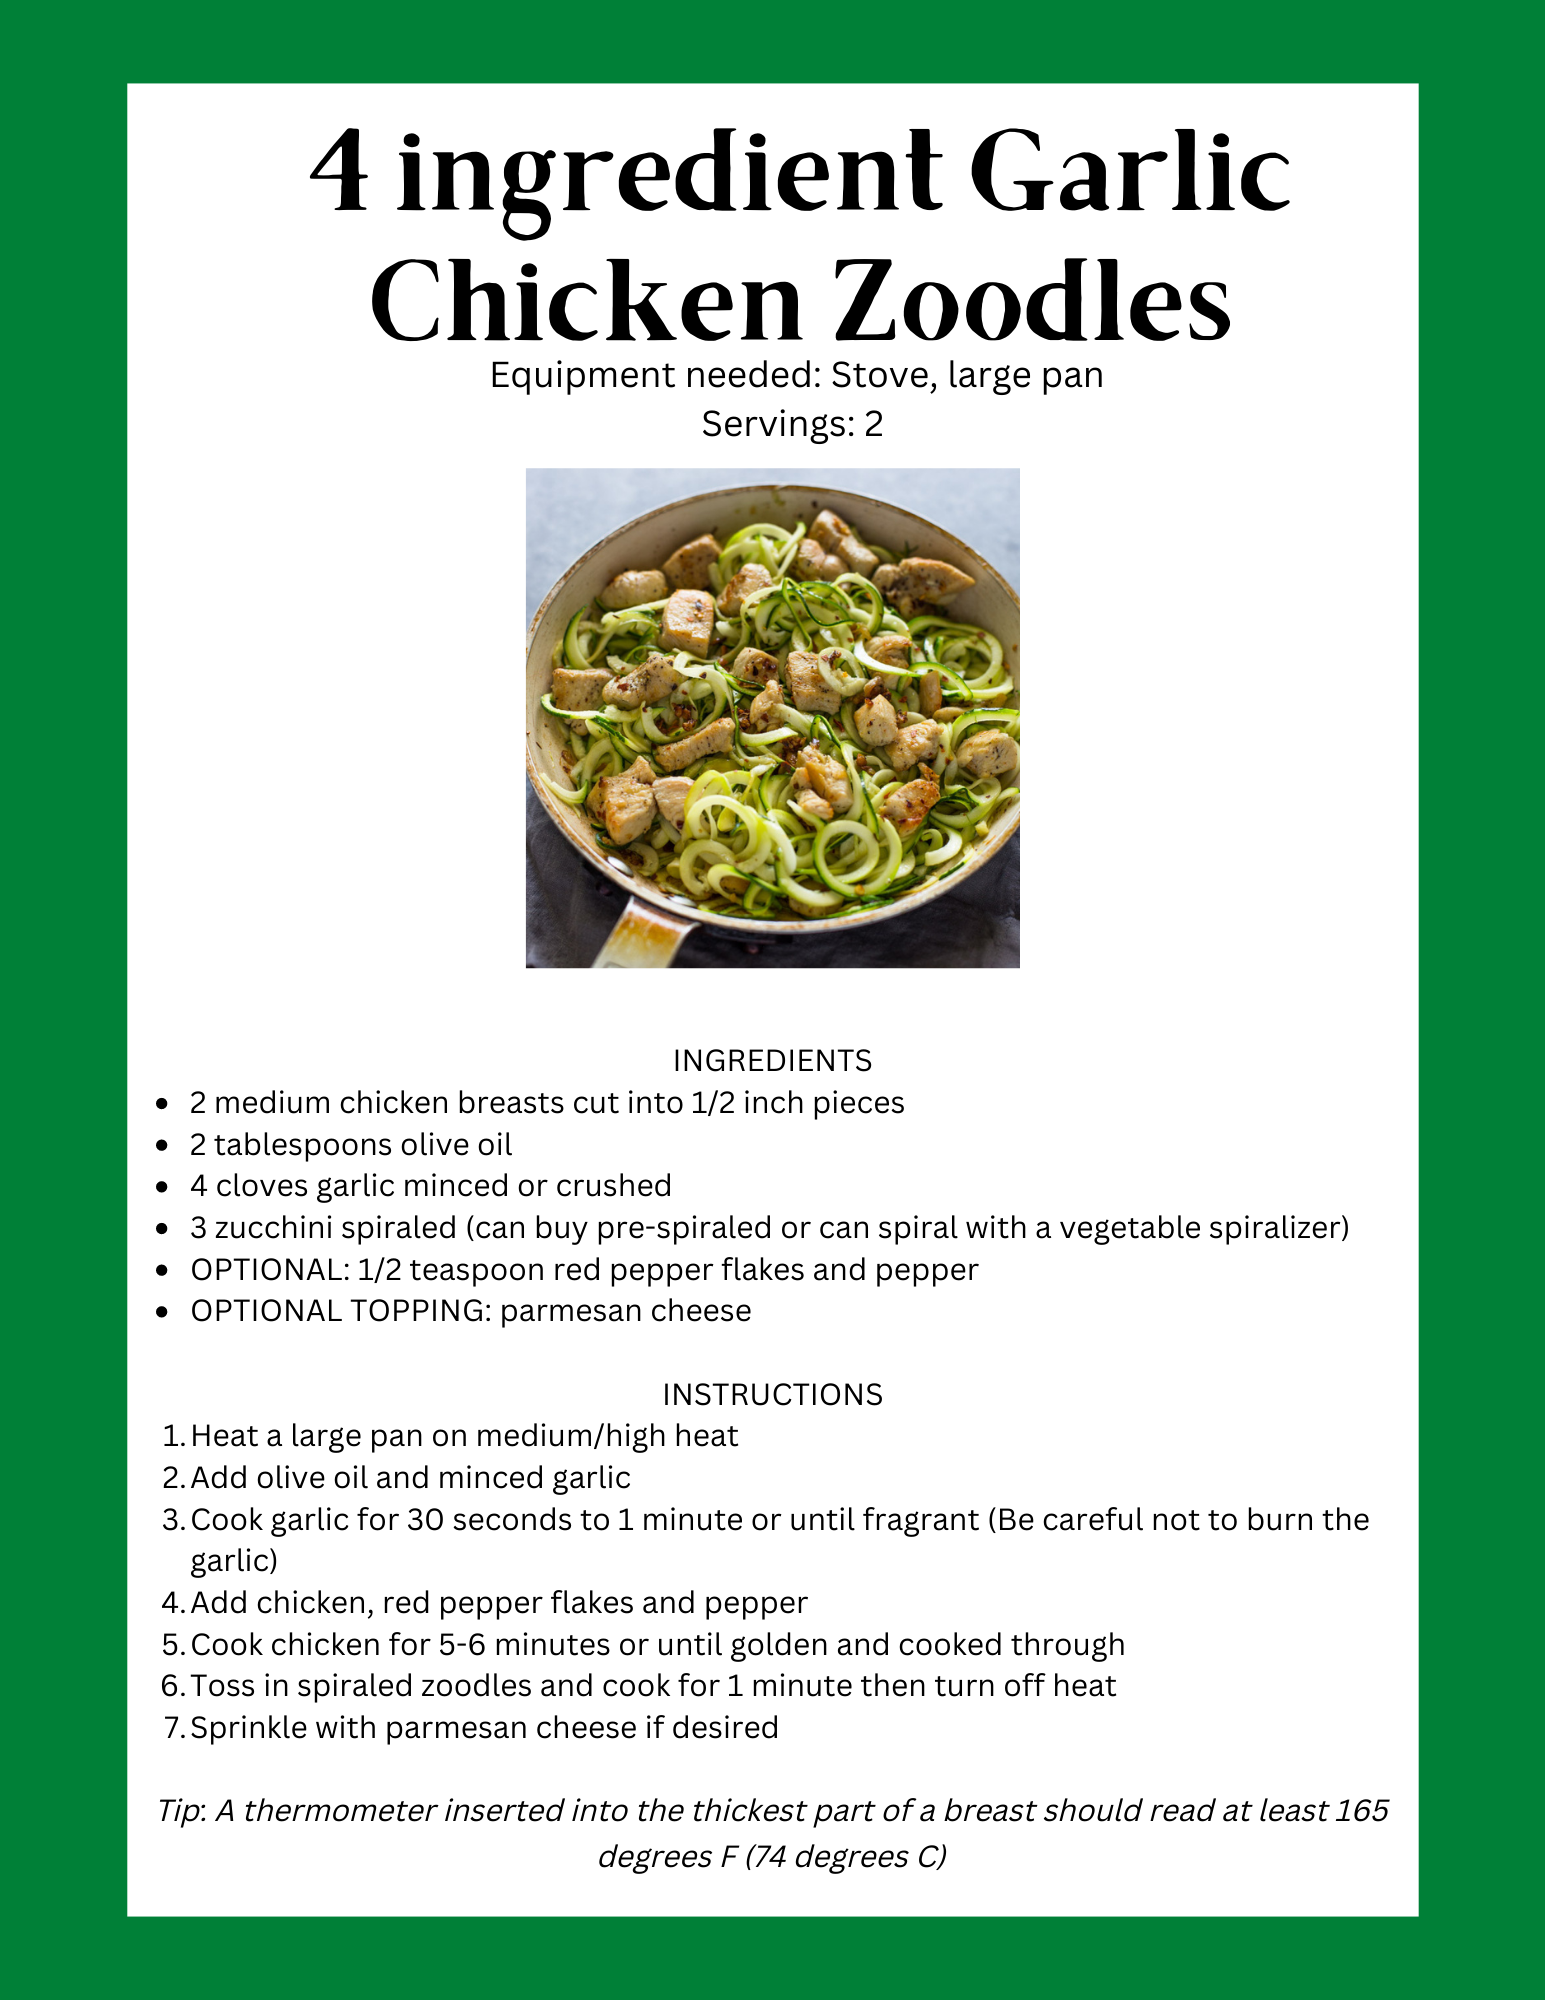 4 ingredient Garlic
Chicken Zoodles
Equipment needed: Stove, large pan
Servings: 2
INGREDIENTS
• 2 medium chicken breasts cut into 1/2 inch pieces
• 2 tablespoons olive oil
• 4 cloves garlic minced or crushed
• 3 zucchini spiraled (can buy pre-spiraled or can spiral with a vegetable spiralizer)
• OPTIONAL: 1/2 teaspoon red pepper flakes and pepper
• OPTIONAL TOPPING: parmesan cheese
INSTRUCTIONS
1. Heat a large pan on medium/high heat
2. Add olive oil and minced garlic
3. Cook garlic for 30 seconds to 1 minute or until fragrant (Be careful not to burn the
garlic)
4. Add chicken, red pepper flakes and pepper
5. Cook chicken for 5-6 minutes or until golden and cooked through
6. Toss in spiraled zoodles and cook for 1 minute then turn off heat
7. Sprinkle with parmesan cheese if desired
Tip: A thermometer inserted into the thickest part of a breast should read at least 165
degrees F (74 degrees C)